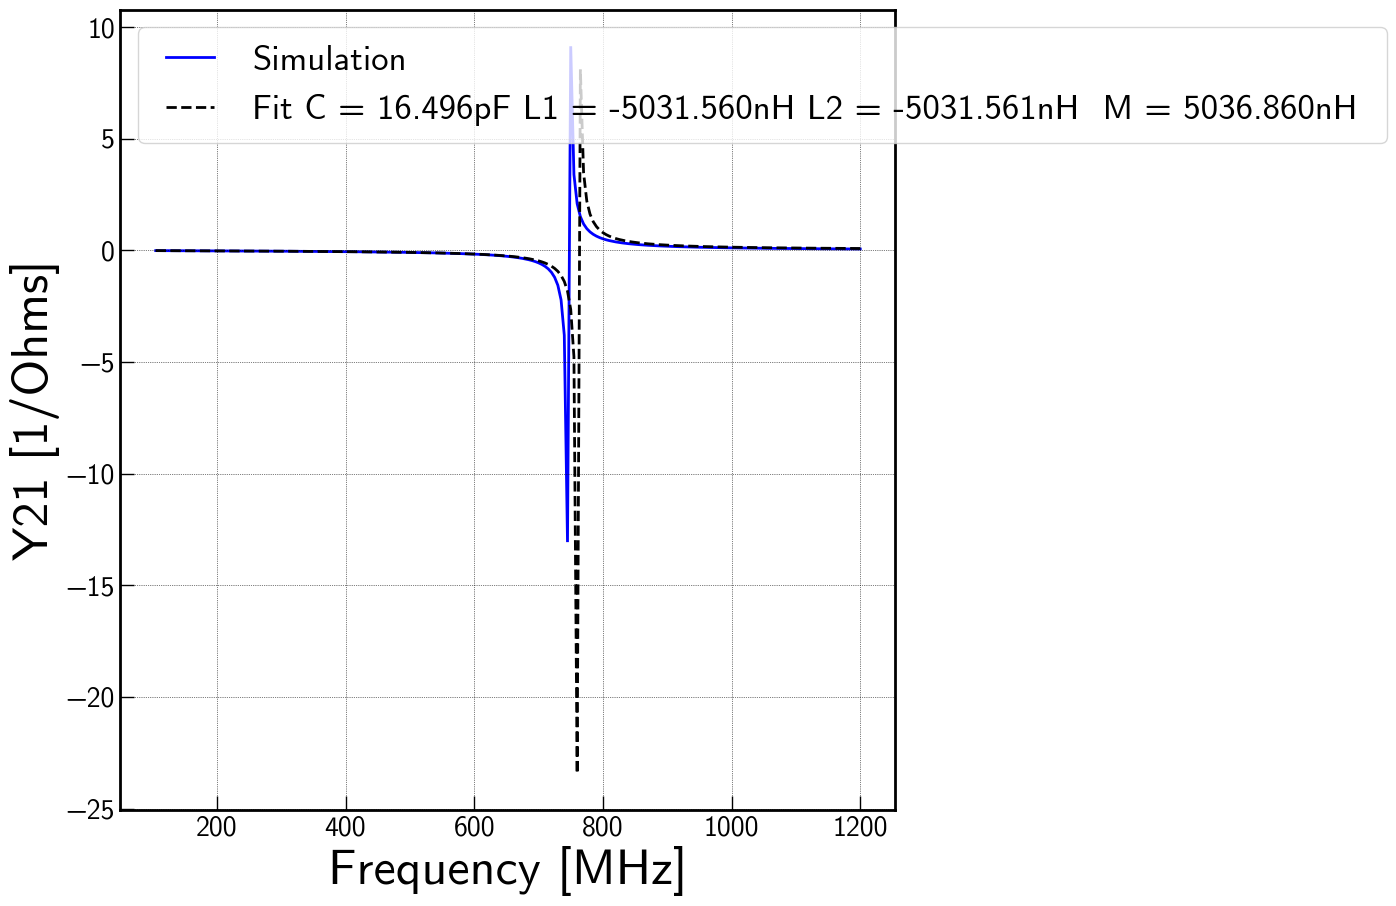 10
5
0
−5
−10
−15
−20
−25
Y21 [1/Ohms]
Simulation
Fit C = 16.496pF L1 = -5031.560nH L2 = -5031.561nH M = 5036.860nH
200 400 600 800 1000 1200
Frequency [MHz]